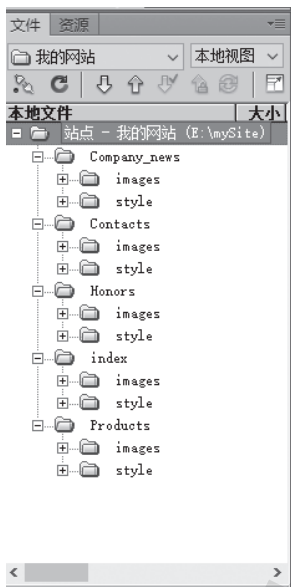 文件 资源
我的网站 本地视图
本地文件 大小
站点 - 我的网站 (E:\mySite)
Company_news
images
style
Contacts
images
style
Honors
images
style
index
images
style
Products
images
style